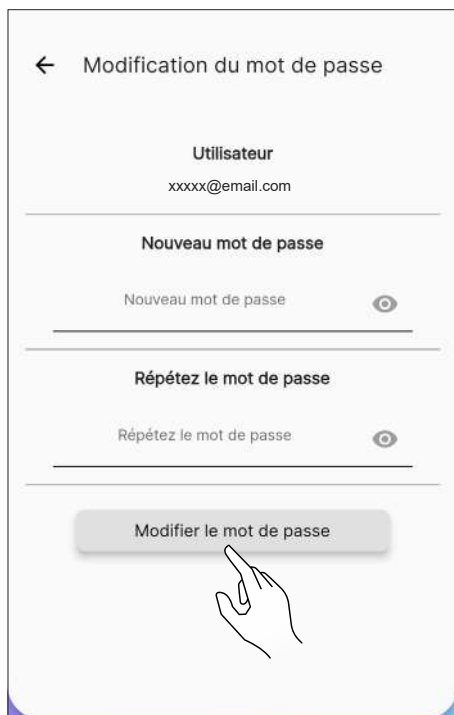 Modification du mot de passe
Utilisateur
xxxxx@email.com
Nouveau mot de passe
Nouveau mot de passe
Répétez le mot de passe
Répétez le mot de passe
Modifier le mot de passe